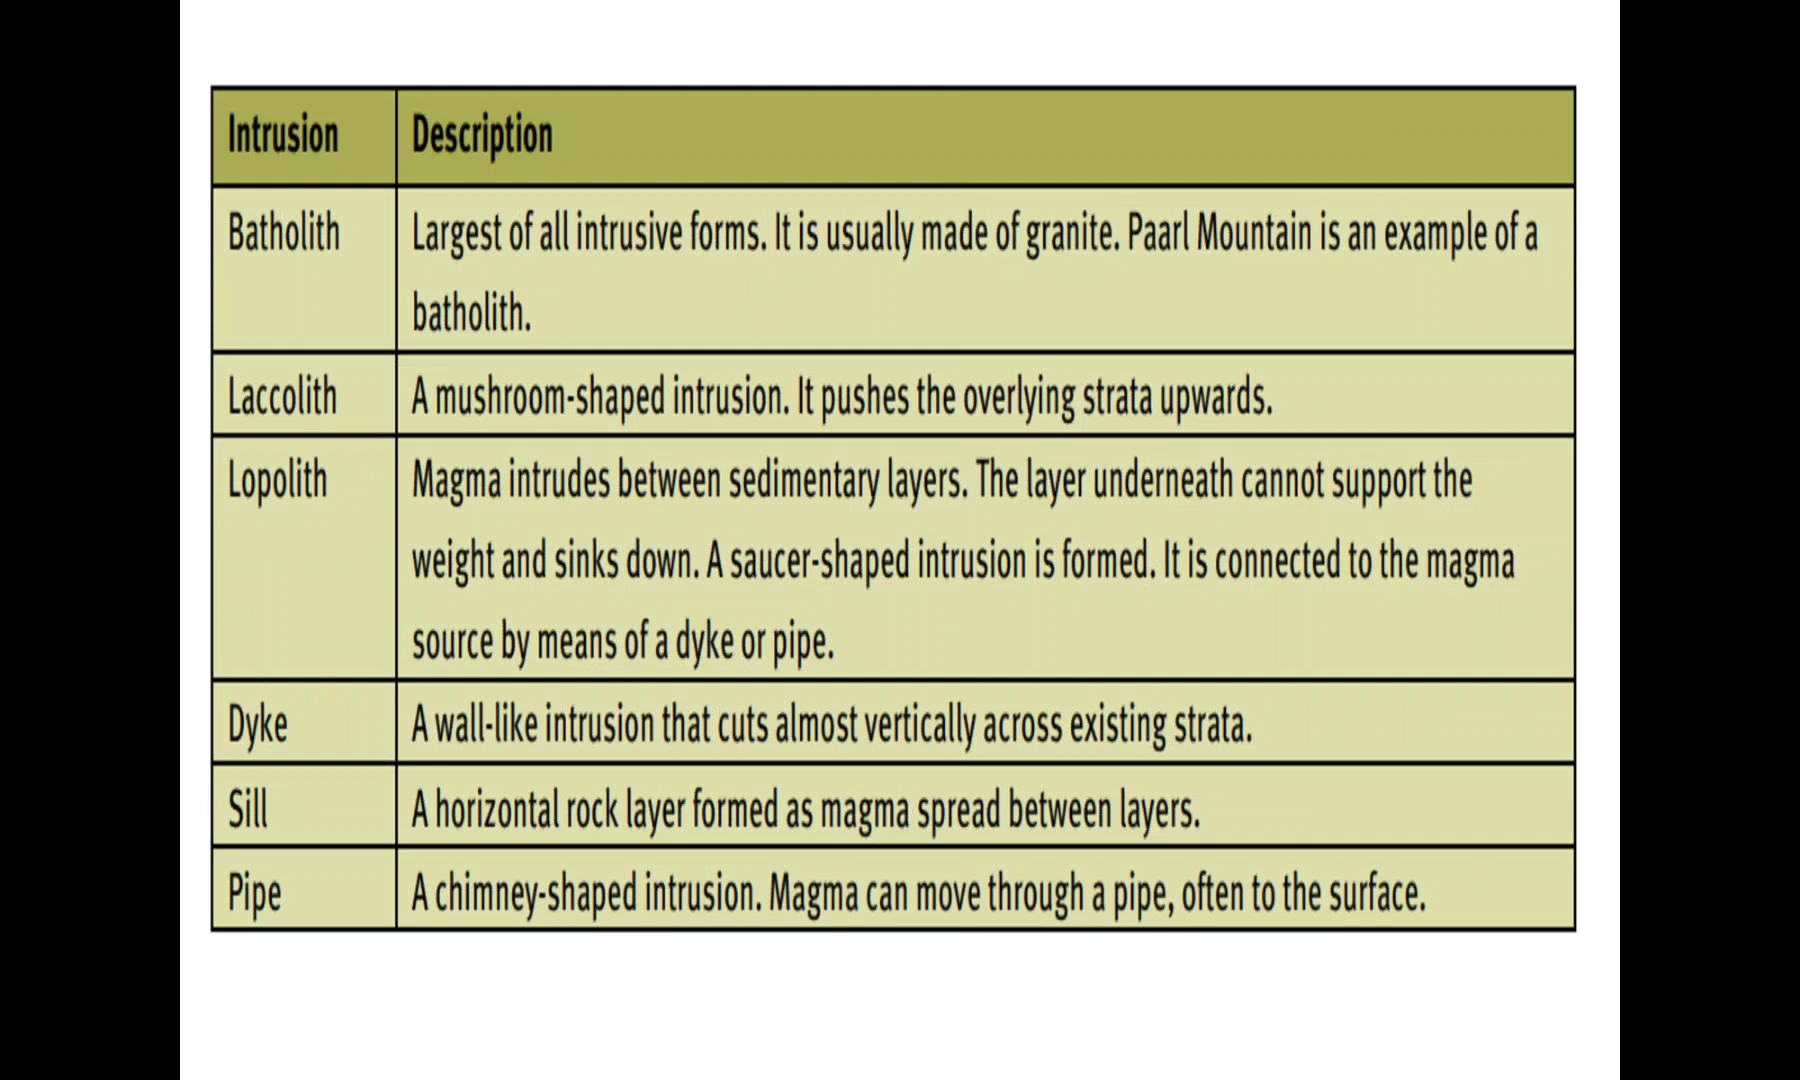 Intrusion Description
Batholith Largest of all intrusive forms. It is usually made of granite. Paarl Mountain is an example of a
batholith.
Laccolith A mushroom-shaped intrusion. It pushes the overlying strata upwards.
Lopolith Magma intrudes between sedimentary layers. The layer underneath cannot support the
weight and sinks down. A saucer-shaped intrusion is formed. It is connected to the magma
source by means of a dyke or pipe.
Dyke A wall-like intrusion that cuts almost vertically across existing strata.
Sill A horizontal rock layer formed as magma spread between layers.
Pipe A chimney-shaped intrusion. Magma can move through a pipe, often to the surface.